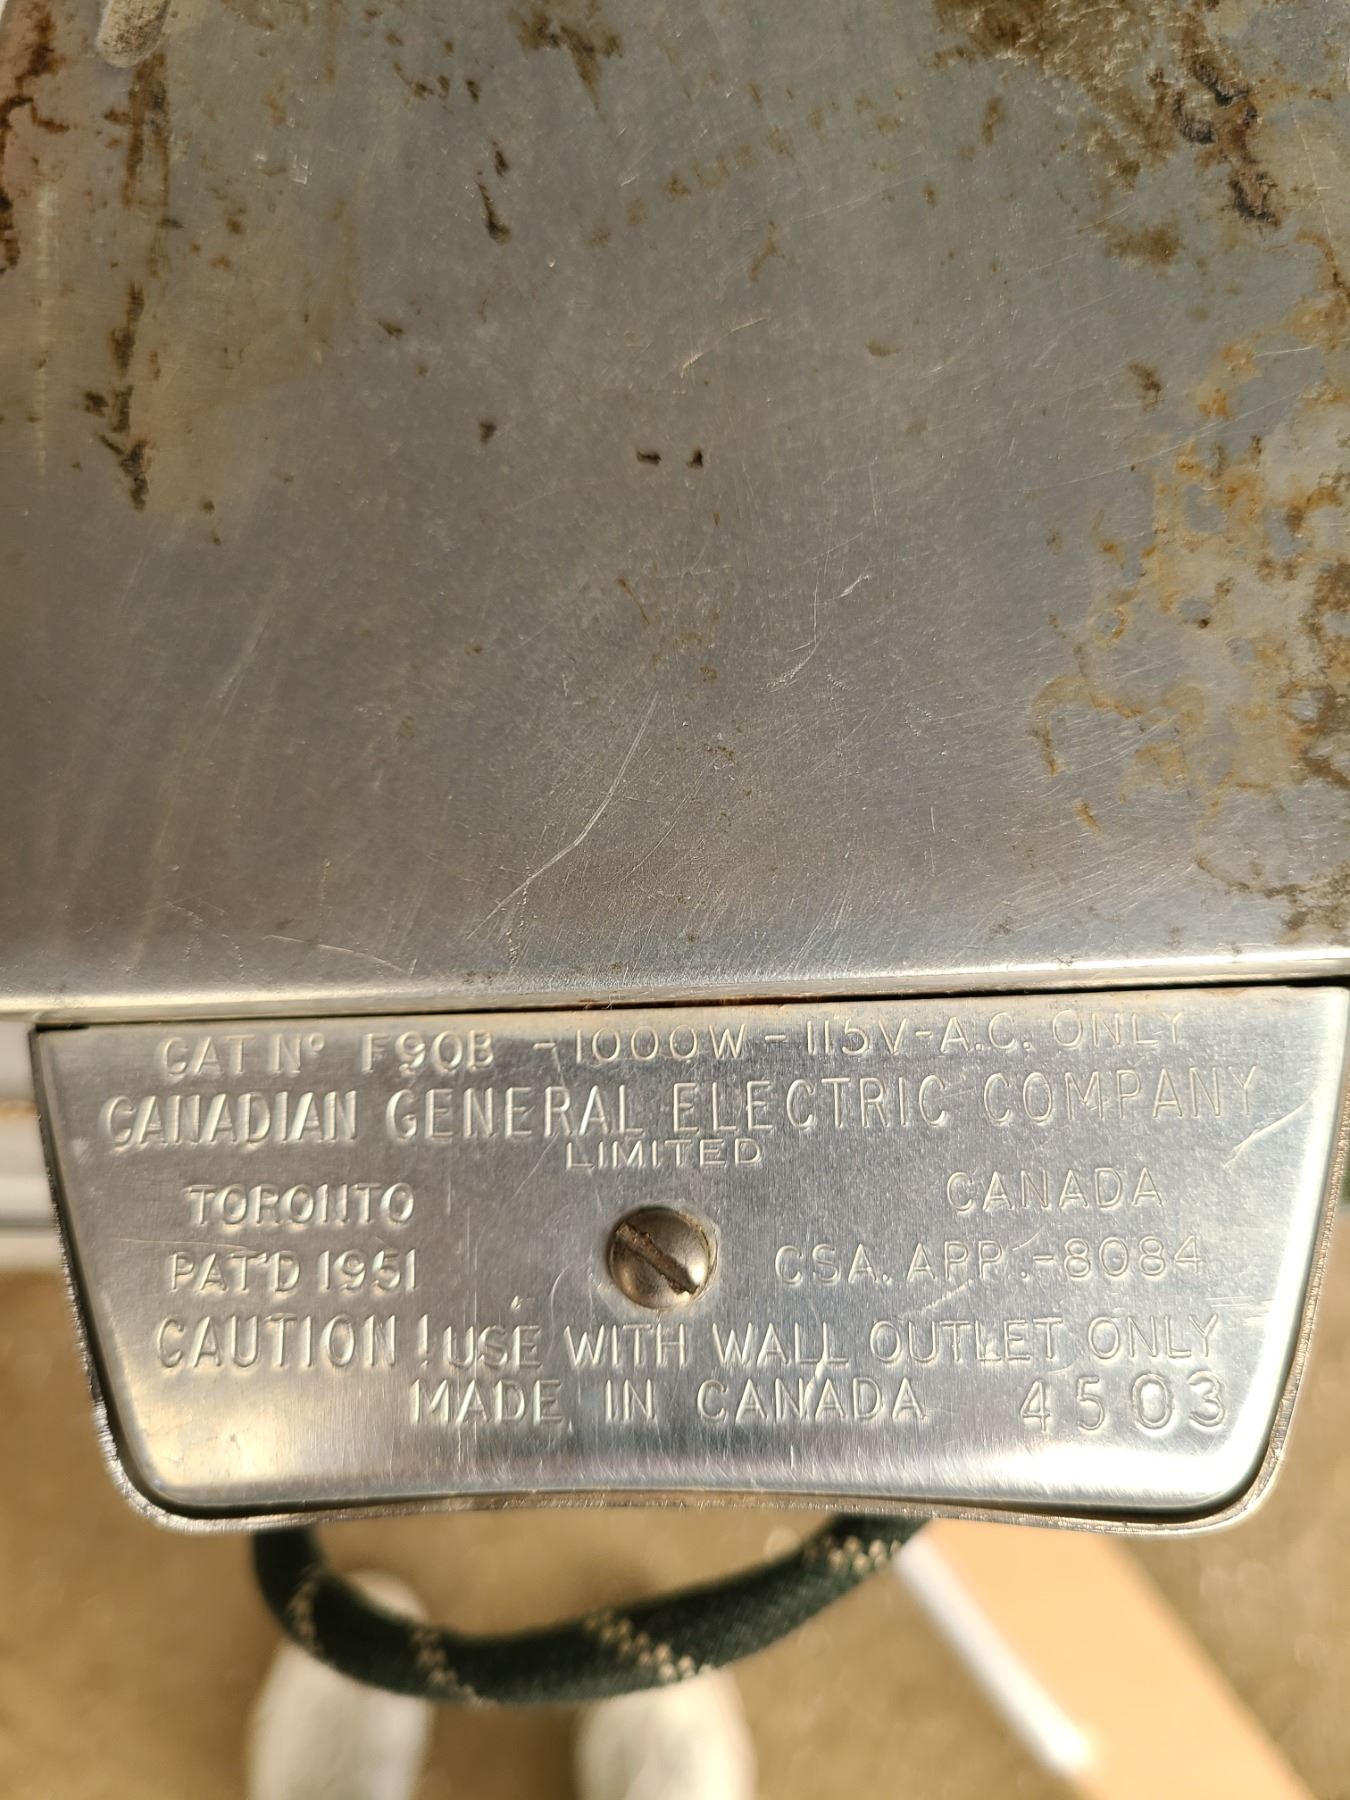 CAT Nº F90B - 1000W - 115V - A.C. ONLY
CANADIAN GENERAL ELECTRIC COMPANY
LIMITED
TORONTO CANADA
PAT'D 1951 CSA. APP.-8084
CAUTION! USE WITH WALL OUTLET ONLY
MADE IN CANADA 4503